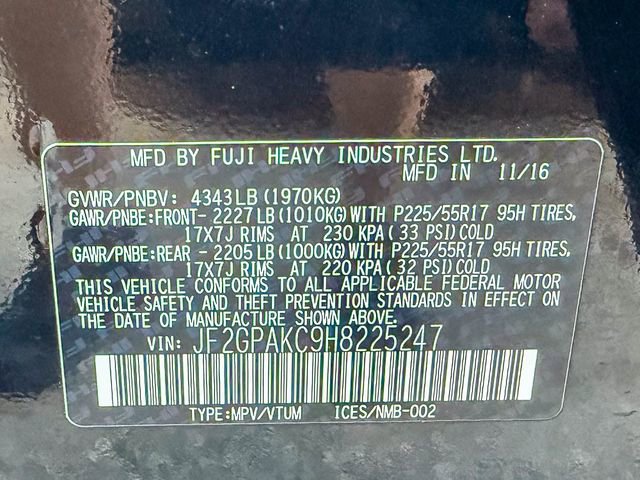 MFD BY FUJI HEAVY INDUSTRIES LTD.
MFD IN 11/16
GVWR/PNBV: 4343LB (1970KG)
GAWR/PNBE:FRONT- 2227LB (1010KG) WITH P225/55R17 95H TIRES,
17X7J RIMS AT 230 KPA (33 PSI) COLD
GAWR/PNBE:REAR - 2205LB (1000KG) WITH P225/55R17 95H TIRES,
17X7J RIMS AT 220 KPA (32 PSI) COLD
THIS VEHICLE CONFORMS TO ALL APPLICABLE FEDERAL MOTOR
VEHICLE SAFETY AND THEFT PREVENTION STANDARDS IN EFFECT ON
THE DATE OF MANUFACTURE SHOWN ABOVE.
VIN: JF2GPAKC9H8225247
TYPE:MPV/VTUM ICES/NMB-002